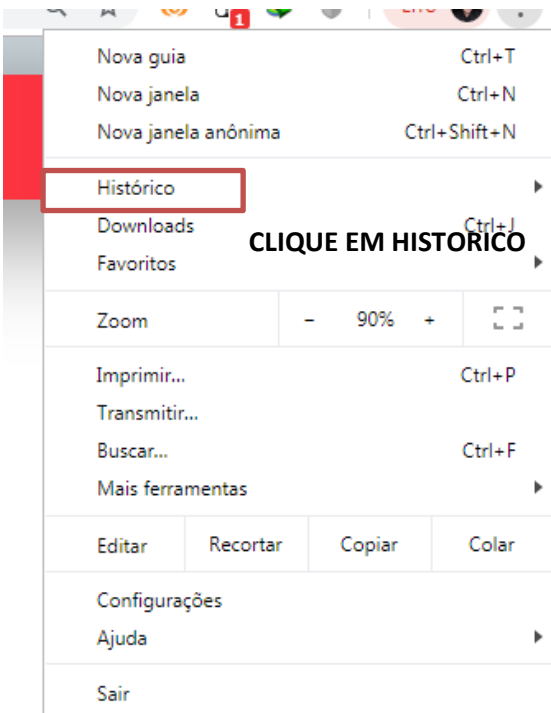 1
Nova guia Ctrl+T
Nova janela Ctrl+N
Nova janela anônima Ctrl+Shift+N
Histórico
Downloads Ctrl+J
CLIQUE EM HISTORICO
Favoritos
Zoom - 90% +
Imprimir... Ctrl+P
Transmitir...
Buscar... Ctrl+F
Mais ferramentas
Editar Recortar Copiar Colar
Configurações
Ajuda
Sair